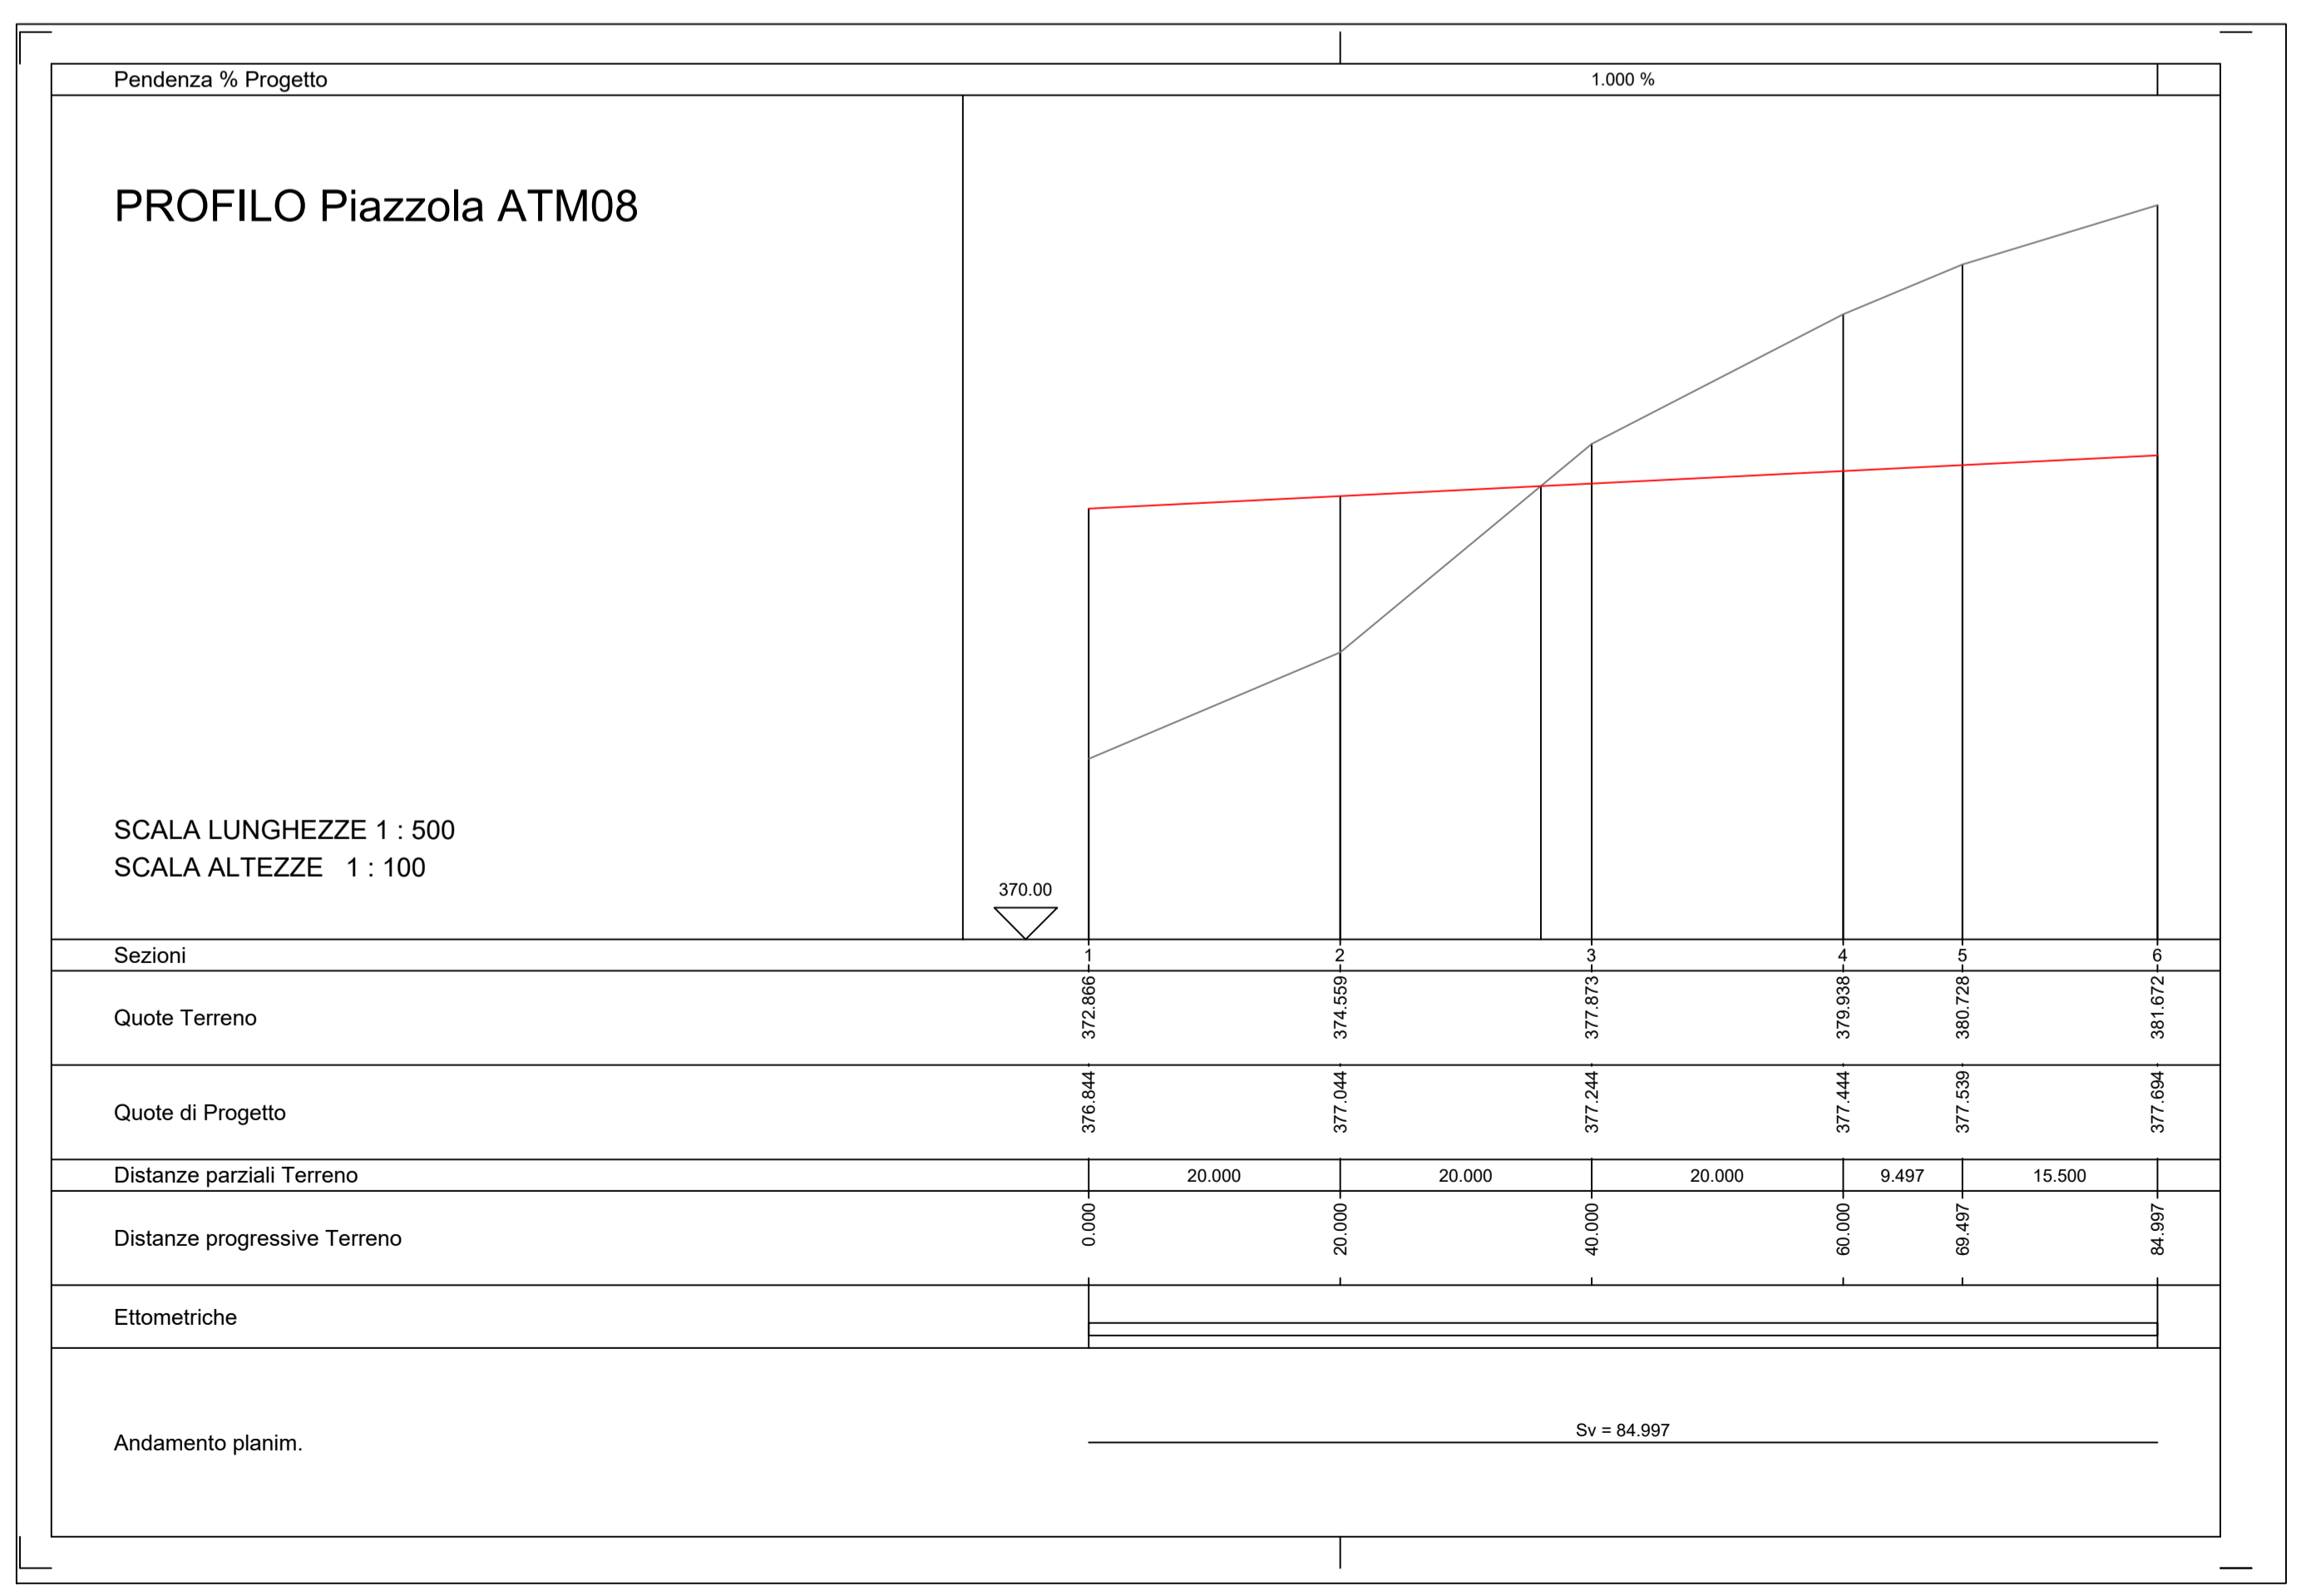 Pendenza % Progetto 1.000 %
PROFILO Piazzola ATM08
SCALA LUNGHEZZE 1 : 500
SCALA ALTEZZE 1 : 100
370.00
Sezioni 1 2 3 4 5 6
Quote Terreno 372.866 374.559 377.873 379.938 380.728 381.672
Quote di Progetto 376.844 377.044 377.244 377.444 377.539 377.694
Distanze parziali Terreno 20.000 20.000 20.000 9.497 15.500
Distanze progressive Terreno 0.000 20.000 40.000 60.000 69.497 84.997
Ettometriche
Sv = 84.997
Andamento planim.